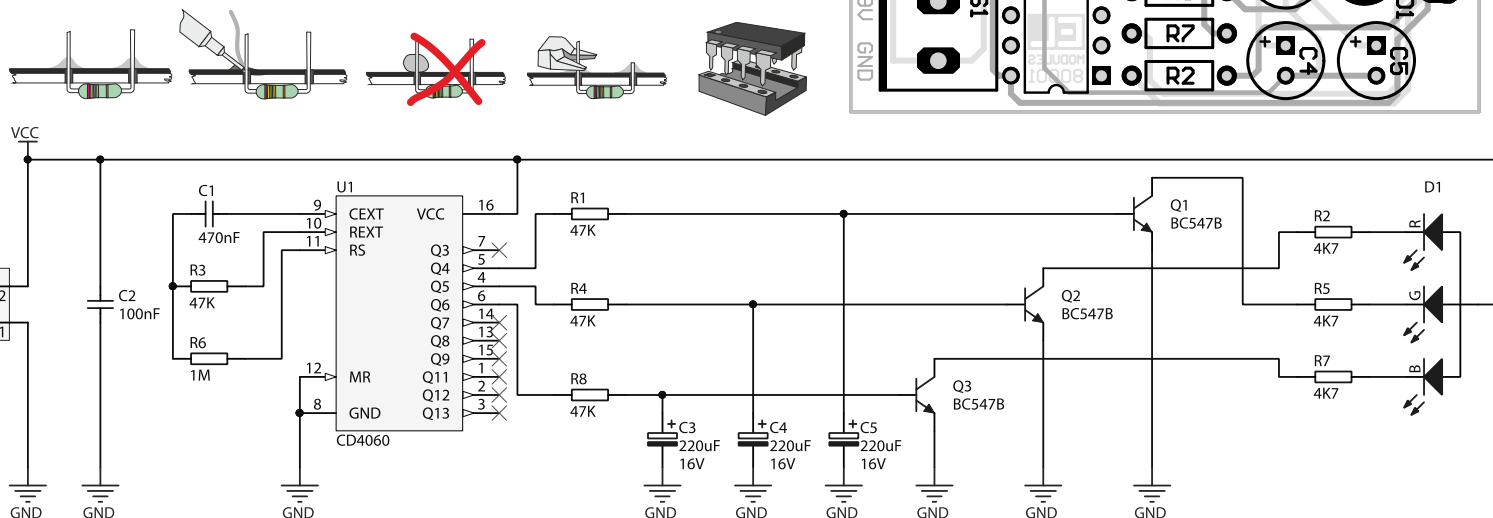 9V
GND
S1
R7
R2
C4
C5
D1
MODULES
VCC
2
1
C2
100nF
C1
470nF
R3
47K
R6
1M
U1
9 CEXT VCC 16
10 REXT
11 RS Q3 7
Q4 5
Q5 4
Q6 6
Q7 14
Q8 13
Q9 15
12 MR Q11 1
Q12 2
8 GND Q13 3
CD4060
R1
47K
R4
47K
R8
47K
+ C3
220uF
16V
+ C4
220uF
16V
+ C5
220uF
16V
Q1
BC547B
Q2
BC547B
Q3
BC547B
D1
R2
4K7
R
R5
4K7
G
R7
4K7
B
GND
GND
GND
GND
GND
GND
GND
GND
GND